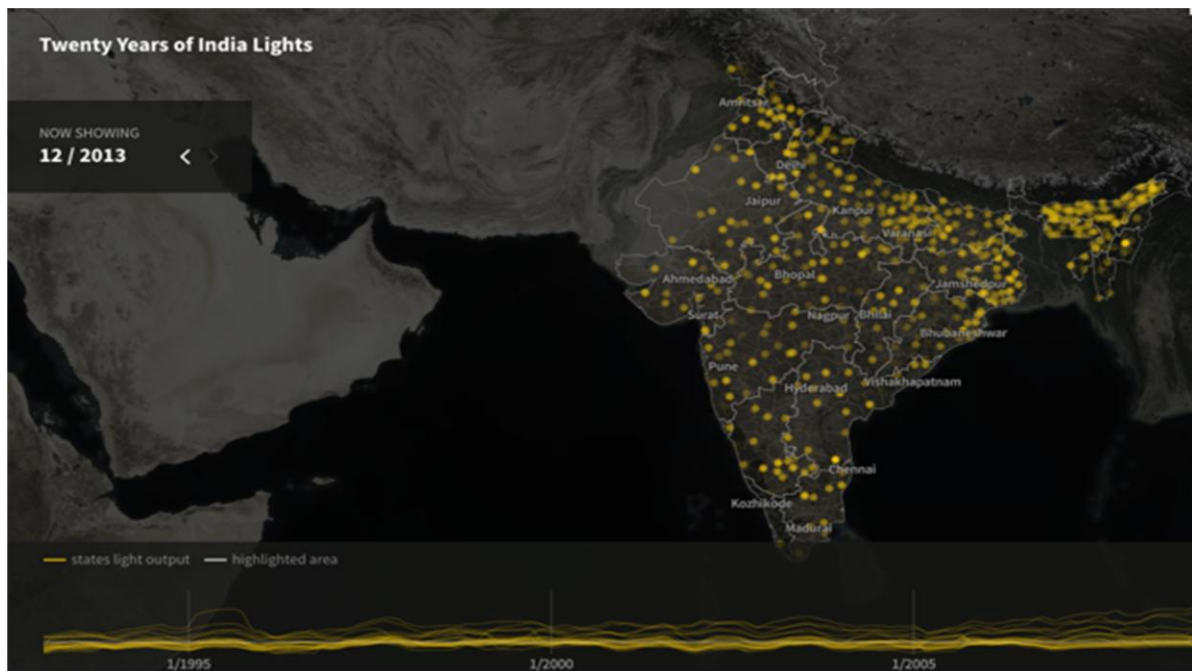 Twenty Years of India Lights
NOW SHOWING
12 / 2013
Amritsar
Delhi
Jaipur
Kanpur
Varanasi
Ahmedabad
Bhopal
Jamshedpur
Surat
Nagpur
Bhilai
Bhubaneshwar
Pune
Hyderabad
Vishakhapatnam
Chennai
Kozhikode
Madurai
states light output
highlighted area
1/1995
1/2000
1/2005